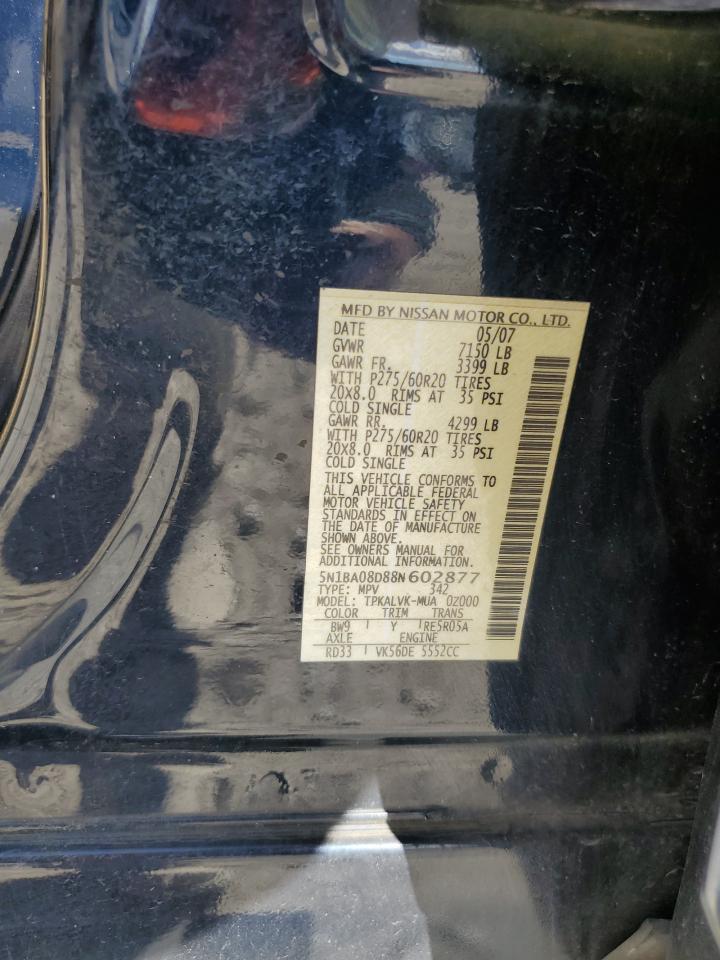 MFD BY NISSAN MOTOR CO., LTD.
DATE 05/07
GVWR 7150 LB
GAWR FR. 3399 LB
WITH P275/60R20 TIRES
20X8.0 RIMS AT 35 PSI
COLD SINGLE
GAWR RR. 4299 LB
WITH P275/60R20 TIRES
20X8.0 RIMS AT 35 PSI
COLD SINGLE
THIS VEHICLE CONFORMS TO
ALL APPLICABLE FEDERAL
MOTOR VEHICLE SAFETY
STANDARDS IN EFFECT ON
THE DATE OF MANUFACTURE
SHOWN ABOVE.
SEE OWNERS MANUAL FOR
ADDITIONAL INFORMATION.
5N1BA08D88N602877
TYPE: MPV 342
MODEL: TPKALVK-MUA 0Z000
COLOR TRIM TRANS
BW9 Y RE5R05A
AXLE ENGINE
RD33 VK56DE 5552CC